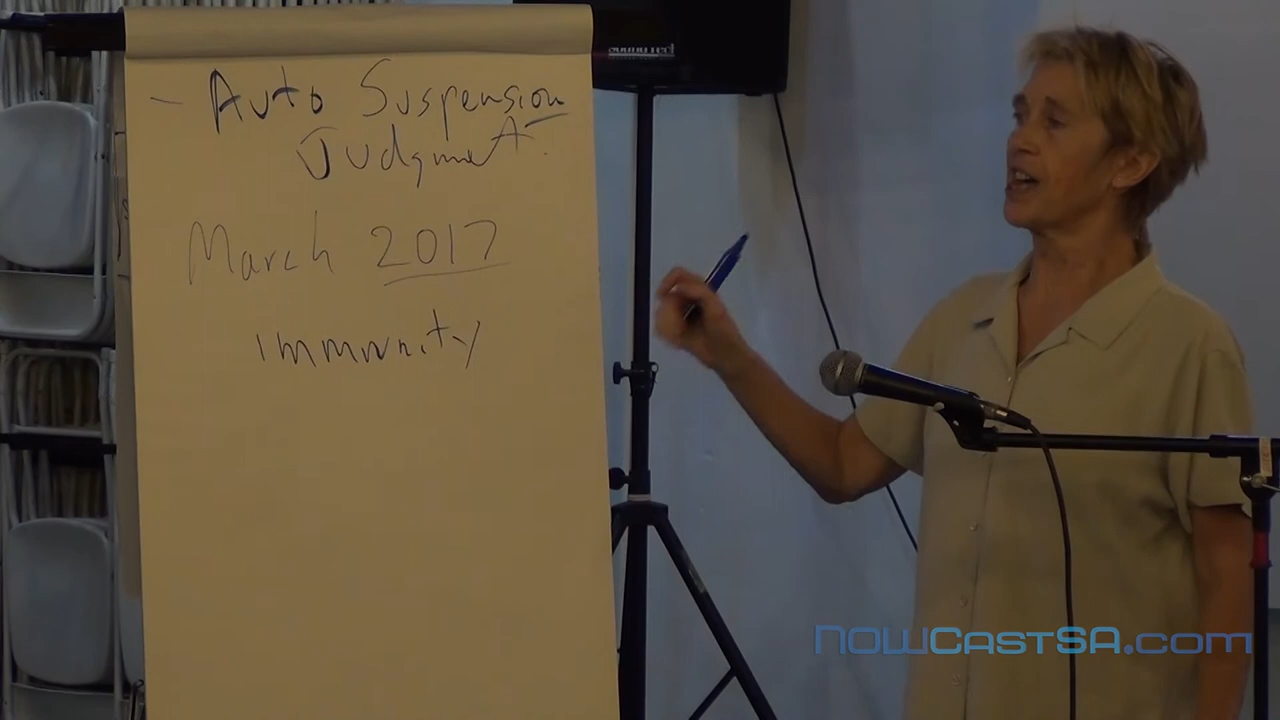 - Auto Suspension
Judgment.
March 2017
immunity
NOWCASTSA.com